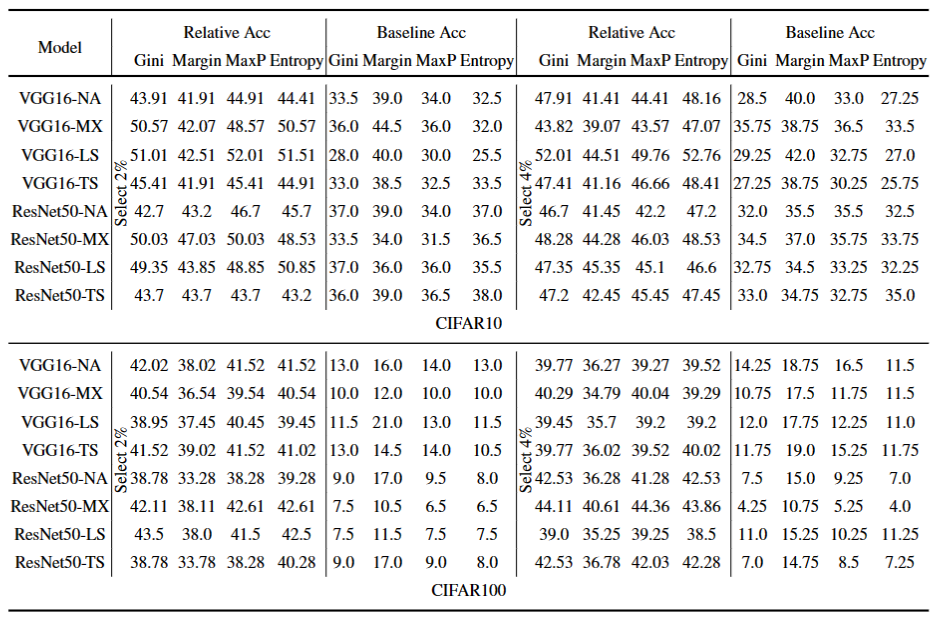 Model Relative Acc Baseline Acc Relative Acc Baseline Acc
Gini Margin MaxP Entropy Gini Margin MaxP Entropy Gini Margin MaxP Entropy Gini Margin MaxP Entropy
Select 2% Select 4%
VGG16-NA 43.91 41.91 44.91 44.41 33.5 39.0 34.0 32.5 47.91 41.41 44.41 48.16 28.5 40.0 33.0 27.25
VGG16-MX 50.57 42.07 48.57 50.57 36.0 44.5 36.0 32.0 43.82 39.07 43.57 47.07 35.75 38.75 36.5 33.5
VGG16-LS 51.01 42.51 52.01 51.51 28.0 40.0 30.0 25.5 52.01 44.51 49.76 52.76 29.25 42.0 32.75 27.0
VGG16-TS 45.41 41.91 45.41 44.91 33.0 38.5 32.5 33.5 47.41 41.16 46.66 48.41 27.25 38.75 30.25 25.75
ResNet50-NA 42.7 43.2 46.7 45.7 37.0 39.0 34.0 37.0 46.7 41.45 42.2 47.2 32.0 35.5 35.5 32.5
ResNet50-MX 50.03 47.03 50.03 48.53 33.5 34.0 31.5 36.5 48.28 44.28 46.03 48.53 34.5 37.0 35.75 33.75
ResNet50-LS 49.35 43.85 48.85 50.85 37.0 36.0 36.0 35.5 47.35 45.35 45.1 46.6 32.75 34.5 33.25 32.25
ResNet50-TS 43.7 43.7 43.7 43.2 36.0 39.0 36.5 38.0 47.2 42.45 45.45 47.45 33.0 34.75 32.75 35.0
CIFAR10
Select 2% Select 4%
VGG16-NA 42.02 38.02 41.52 41.52 13.0 16.0 14.0 13.0 39.77 36.27 39.27 39.52 14.25 18.75 16.5 11.5
VGG16-MX 40.54 36.54 39.54 40.54 10.0 12.0 10.0 10.0 40.29 34.79 40.04 39.29 10.75 17.5 11.75 11.5
VGG16-LS 38.95 37.45 40.45 39.45 11.5 21.0 13.0 11.5 39.45 35.7 39.2 39.2 12.0 17.75 12.25 11.0
VGG16-TS 41.52 39.02 41.52 41.02 13.0 14.5 14.0 10.5 39.77 36.02 39.52 40.02 11.75 19.0 15.25 11.75
ResNet50-NA 38.78 33.28 38.28 39.28 9.0 17.0 9.5 8.0 42.53 36.28 41.28 42.53 7.5 15.0 9.25 7.0
ResNet50-MX 42.11 38.11 42.61 42.61 7.5 10.5 6.5 6.5 44.11 40.61 44.36 43.86 4.25 10.75 5.25 4.0
ResNet50-LS 43.5 38.0 41.5 42.5 7.5 11.5 7.5 7.5 39.0 35.25 39.25 38.5 11.0 15.25 10.25 11.25
ResNet50-TS 38.78 33.78 38.28 40.28 9.0 17.0 9.0 8.0 42.53 36.78 42.03 42.28 7.0 14.75 8.5 7.25
CIFAR100